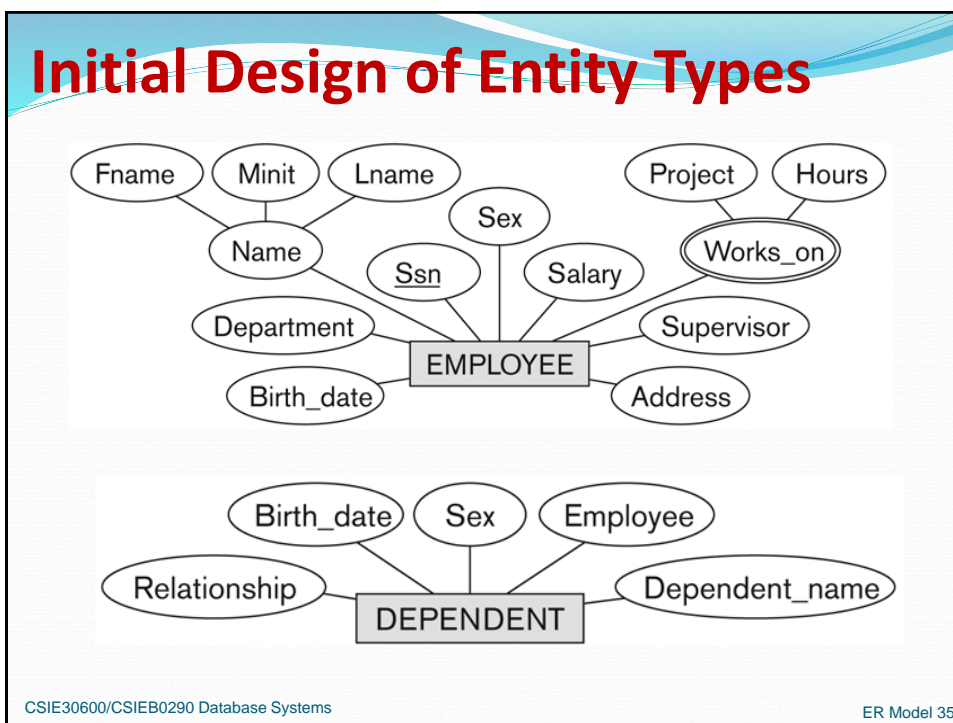 Initial Design of Entity Types
Fname Minit Lname Project Hours
Sex
Name Works_on
Ssn Salary
Department Supervisor
EMPLOYEE
Birth_date Address
Birth_date Sex Employee
Relationship Dependent_name
DEPENDENT
CSIE30600/CSIEB0290 Database Systems ER Model 35